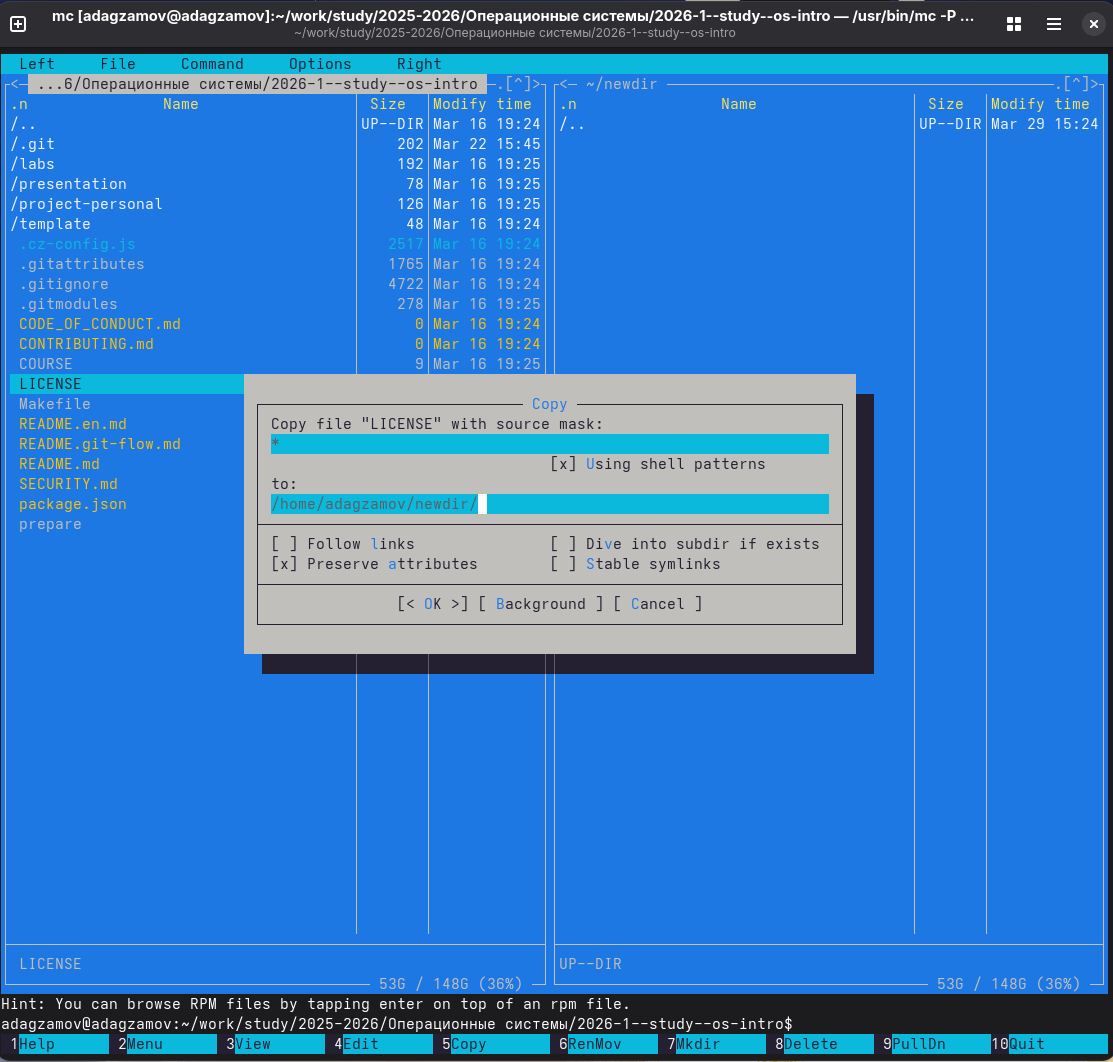 mc [adagzamov@adagzamov]:~/work/study/2025-2026/Операционные системы/2026-1--study--os-intro — /usr/bin/mc -P ...
~/work/study/2025-2026/Операционные системы/2026-1--study--os-intro
Left File Command Options Right
<─ ...6/Операционные системы/2026-1--study--os-intro ─.[^]> <─ ~/newdir ─.[^]>
.n Name Size Modify time .n Name Size Modify time
/.. UP--DIR Mar 16 19:24 /.. UP--DIR Mar 29 15:24
/.git 202 Mar 22 15:45
/labs 192 Mar 16 19:25
/presentation 78 Mar 16 19:25
/project-personal 126 Mar 16 19:25
/template 48 Mar 16 19:24
.cz-config.js 2517 Mar 16 19:24
.gitattributes 1765 Mar 16 19:24
.gitignore 4722 Mar 16 19:24
.gitmodules 278 Mar 16 19:25
CODE_OF_CONDUCT.md 0 Mar 16 19:24
CONTRIBUTING.md 0 Mar 16 19:24
COURSE 9 Mar 16 19:25
LICENSE
Makefile
README.en.md
README.git-flow.md
README.md
SECURITY.md
package.json
prepare
Copy
Copy file "LICENSE" with source mask:
*
[x] Using shell patterns
to:
/home/adagzamov/newdir/
[ ] Follow links [ ] Dive into subdir if exists
[x] Preserve attributes [ ] Stable symlinks
[< OK >] [ Background ] [ Cancel ]
LICENSE UP--DIR
53G / 148G (36%) 53G / 148G (36%)
Hint: You can browse RPM files by tapping enter on top of an rpm file.
adagzamov@adagzamov:~/work/study/2025-2026/Операционные системы/2026-1--study--os-intro$
1Help 2Menu 3View 4Edit 5Copy 6RenMov 7Mkdir 8Delete 9PullDn 10Quit